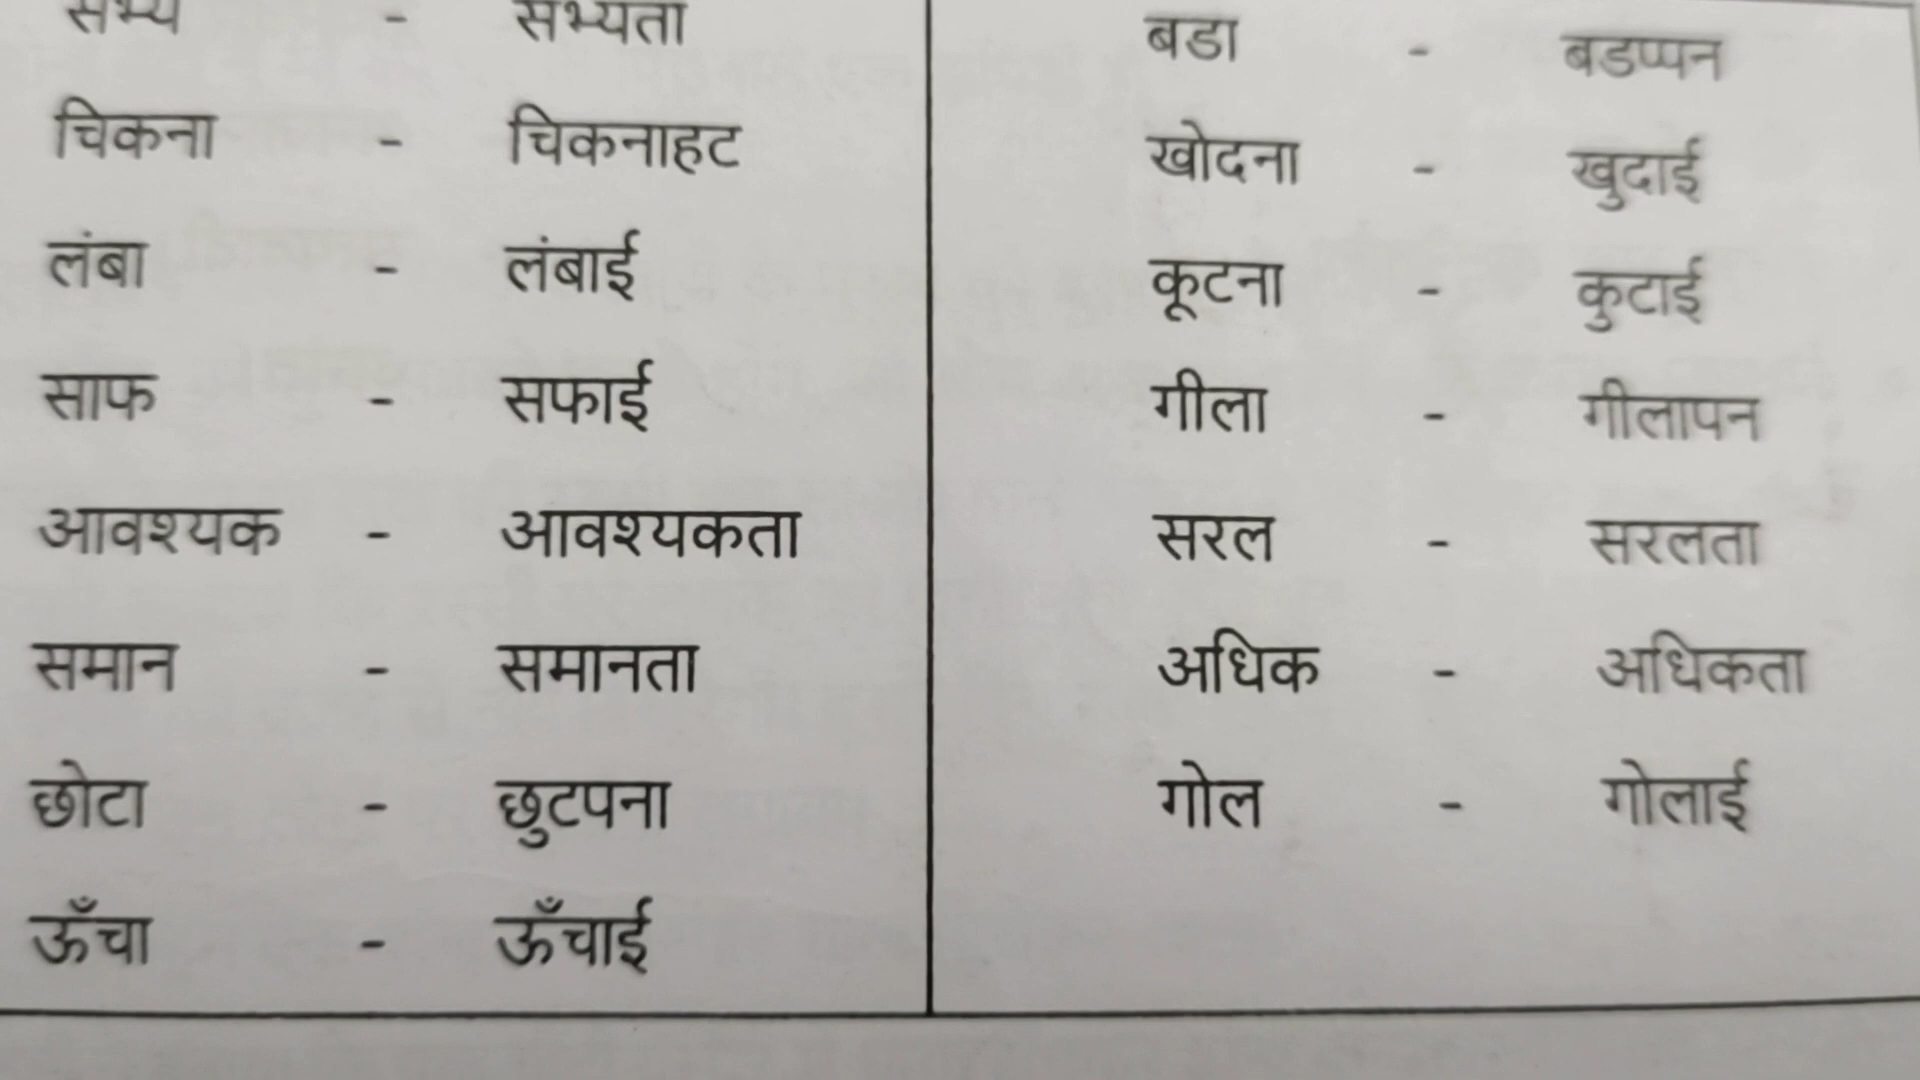 सभ्य - सभ्यता
चिकना - चिकनाहट
लंबा - लंबाई
साफ - सफाई
आवश्यक - आवश्यकता
समान - समानता
छोटा - छुटपना
ऊँचा - ऊँचाई
बडा - बडप्पन
खोदना - खुदाई
कूटना - कुटाई
गीला - गीलापन
सरल - सरलता
अधिक - अधिकता
गोल - गोलाई